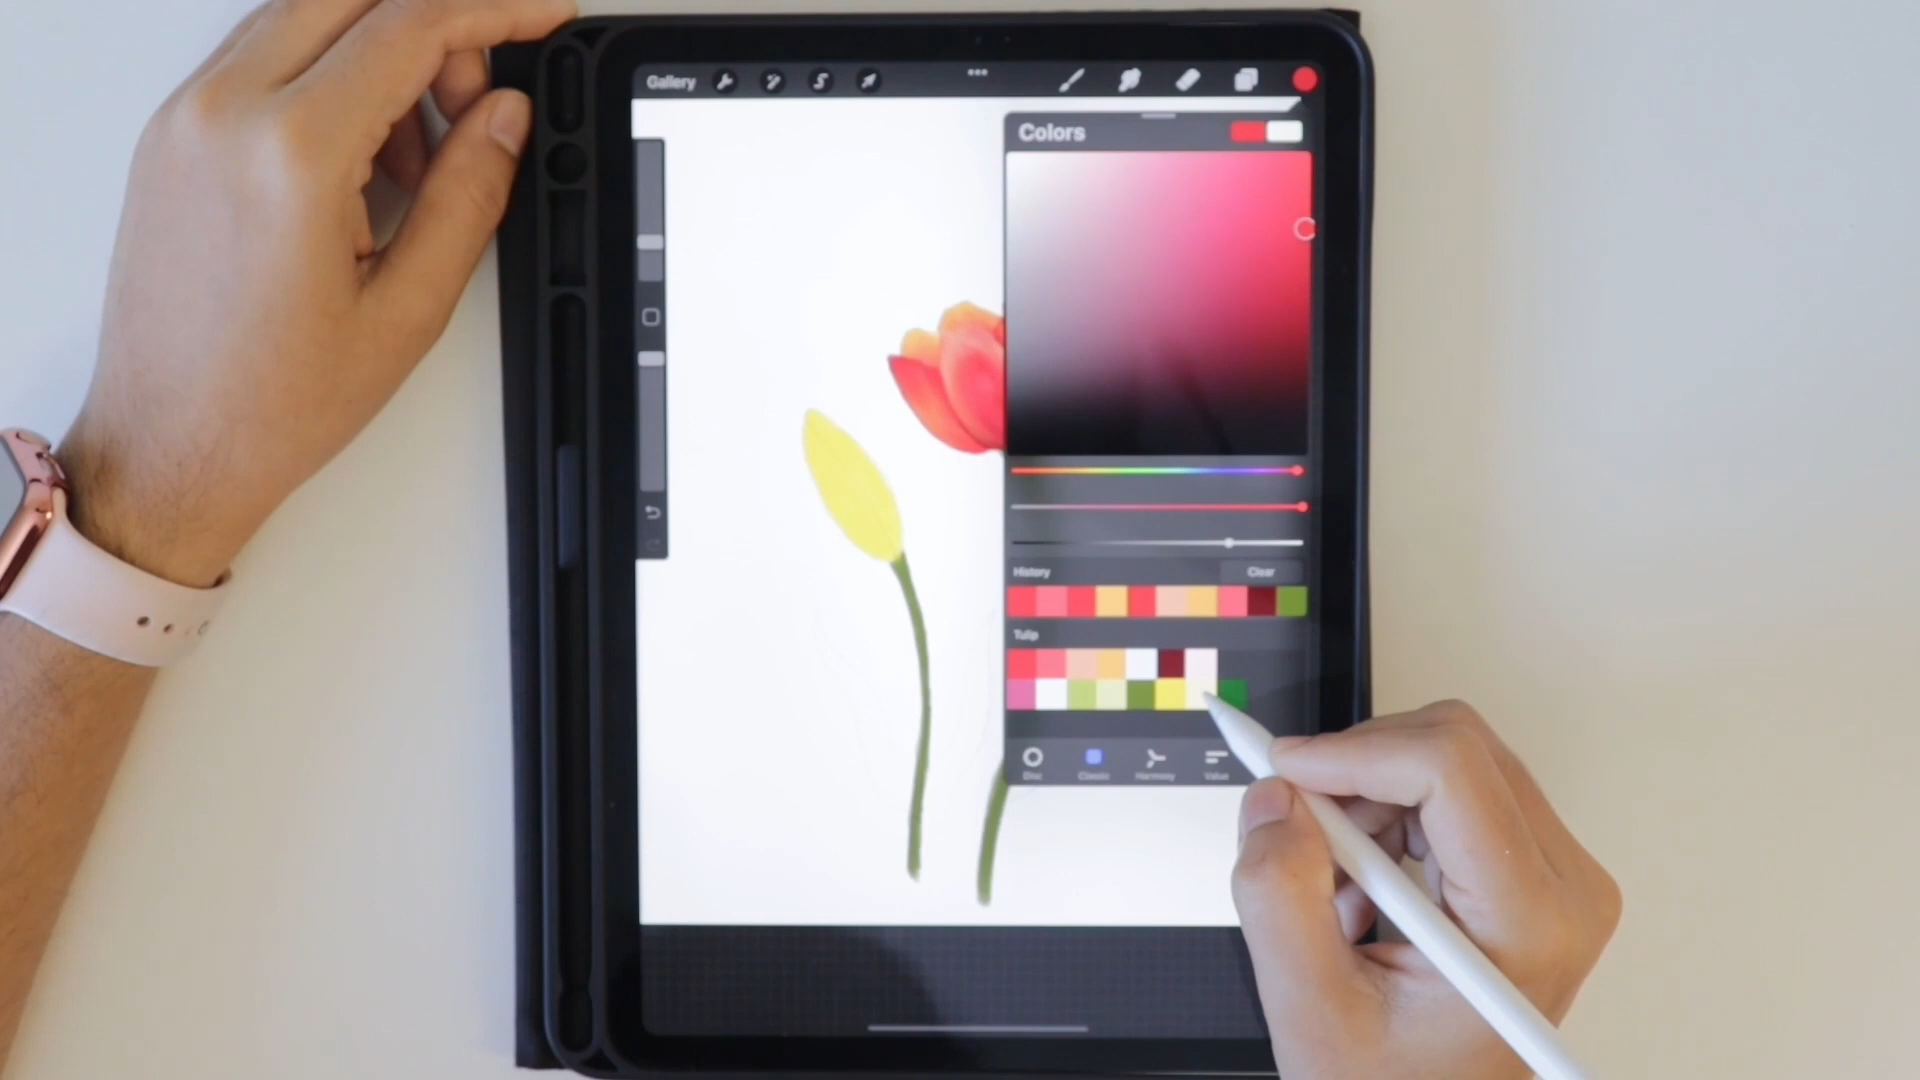 Gallery
Colors
History Clear
Tulip
Disc Classic Harmony Value